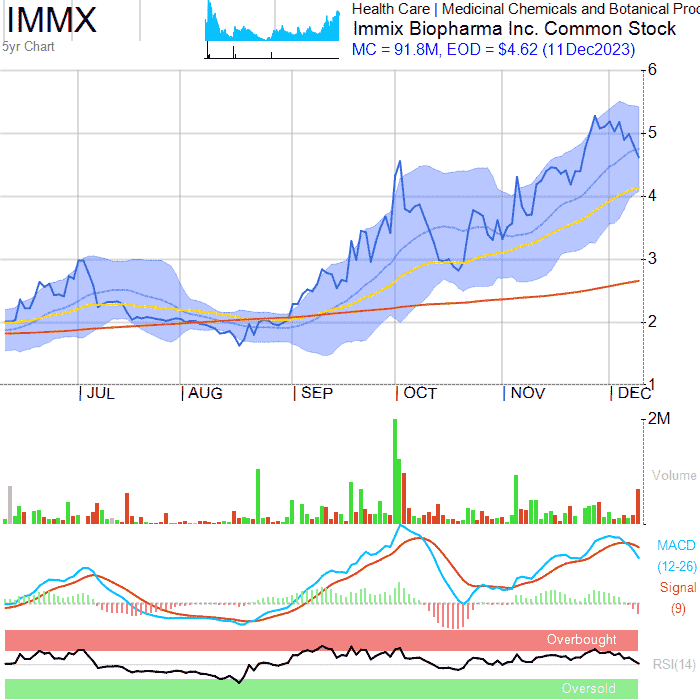 IMMX
5yr Chart
Health Care | Medicinal Chemicals and Botanical Proc
Immix Biopharma Inc. Common Stock
MC = 91.8M, EOD = $4.62 (11Dec2023)
6
5
4
3
2
1
JUL AUG SEP OCT NOV DEC
2M
Volume
MACD
(12-26)
Signal
(9)
Overbought
RSI(14)
Oversold